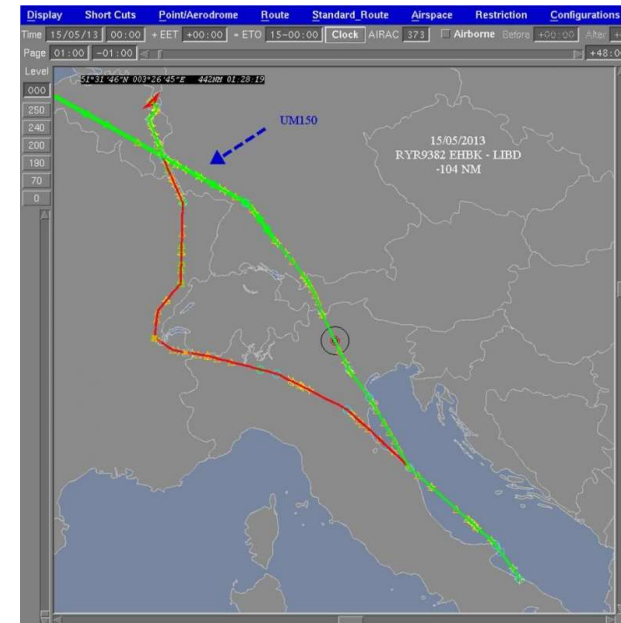 Display Short Cuts Point/Aerodrome Route Standard_Route Airspace Restriction Configurations
Time 15/05/13 00:00 + EET +00:00 = ETO 15-00:00 Clock AIRAC 373 Airborne Before +00:00 After
Page 01:00 -01:00 +48:0
Level
000
250
240
200
190
70
0
51°31'46"N 003°26'45"E 442NM 01:28:19
UM150
15/05/2013
RYR9382 EHBK - LIBD
-104 NM